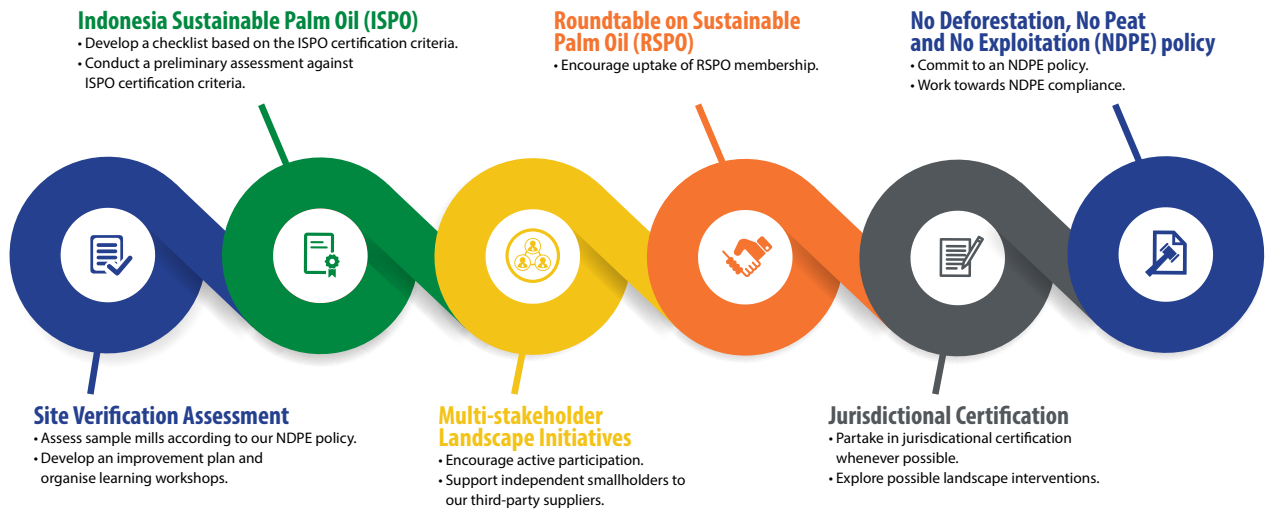 Indonesia Sustainable Palm Oil (ISPO)
• Develop a checklist based on the ISPO certification criteria.
• Conduct a preliminary assessment against
ISPO certification criteria.
Roundtable on Sustainable
Palm Oil (RSPO)
• Encourage uptake of RSPO membership.
No Deforestation, No Peat
and No Exploitation (NDPE) policy
• Commit to an NDPE policy.
• Work towards NDPE compliance.
Site Verification Assessment
• Assess sample mills according to our NDPE policy.
• Develop an improvement plan and
organise learning workshops.
Multi-stakeholder
Landscape Initiatives
• Encourage active participation.
• Support independent smallholders to
our third-party suppliers.
Jurisdictional Certification
• Partake in jurisdicational certification
whenever possible.
• Explore possible landscape interventions.